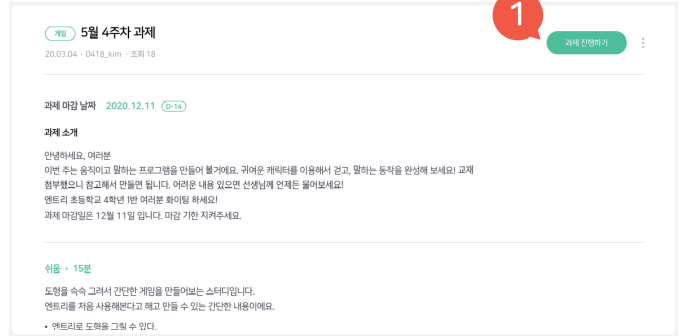 1
게임 5월 4주차 과제
과제 진행하기
20.03.04 · 0418_kim · 조회 18
과제 마감 날짜 2020.12.11 D-14
과제 소개
안녕하세요, 여러분
이번 주는 움직이고 말하는 프로그램을 만들어 볼거에요. 귀여운 캐릭터를 이용해서 걷고, 말하는 동작을 완성해 보세요! 교재
첨부했으니 참고해서 만들면 됩니다. 어려운 내용 있으면 선생님께 언제든 물어보세요!
엔트리 초등학교 4학년 1반 여러분 화이팅 하세요!
과제 마감일은 12월 11일 입니다. 마감 기한 지켜주세요.
쉬움 · 15분
도형을 슥슥 그려서 간단한 게임을 만들어보는 스터디입니다.
엔트리를 처음 사용해본다고 해고 만들 수 있는 간단한 내용이에요.
• 엔트리로 도형을 그릴 수 있다.